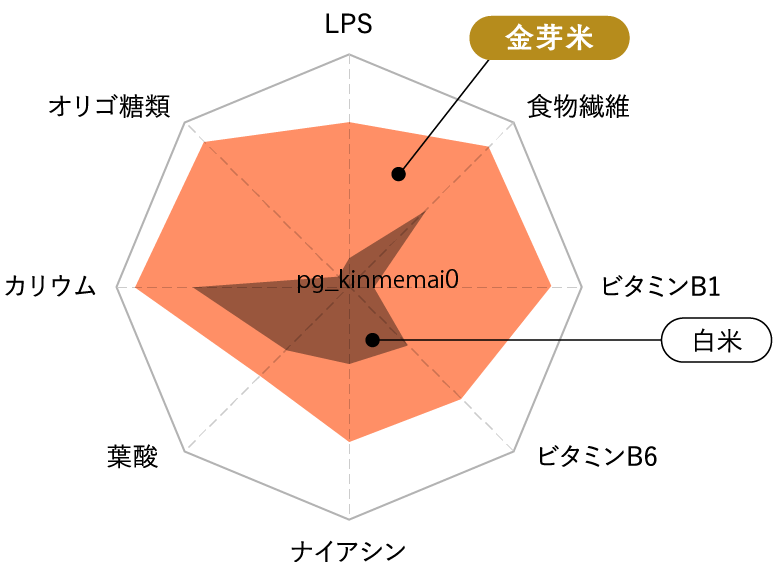 LPS
金芽米
オリゴ糖類
食物繊維
カリウム
pg_kinmemai0
ビタミンB1
白米
葉酸
ビタミンB6
ナイアシン